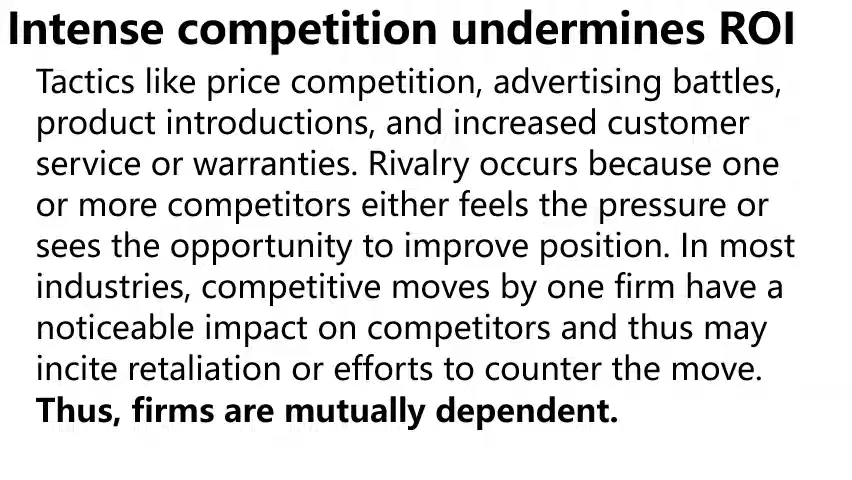 Intense competition undermines ROI
Tactics like price competition, advertising battles,
product introductions, and increased customer
service or warranties. Rivalry occurs because one
or more competitors either feels the pressure or
sees the opportunity to improve position. In most
industries, competitive moves by one firm have a
noticeable impact on competitors and thus may
incite retaliation or efforts to counter the move.
Thus, firms are mutually dependent.